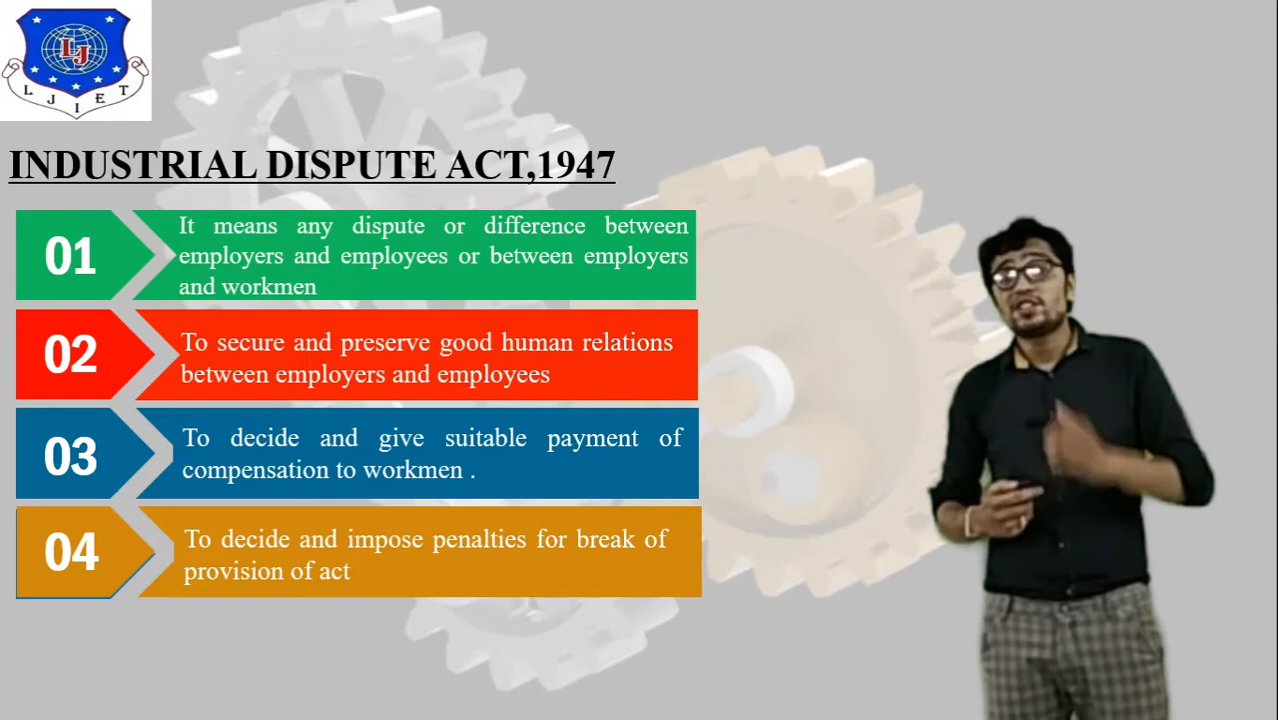 LJ
L J I E T
INDUSTRIAL DISPUTE ACT,1947
01
It means any dispute or difference between
employers and employees or between employers
and workmen
02
To secure and preserve good human relations
between employers and employees
03
To decide and give suitable payment of
compensation to workmen .
04
To decide and impose penalties for break of
provision of act